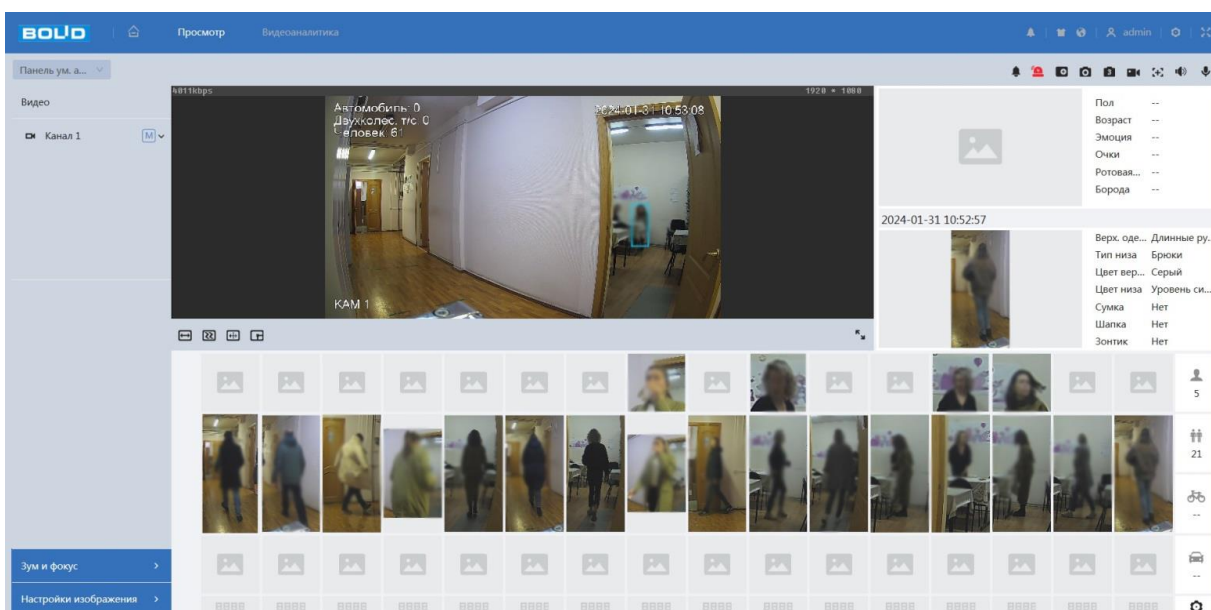 BOLID
Просмотр
Видеоаналитика
admin
Панель ум. а...
Видео
Канал 1
M
4011kbps
1920 * 1080
Автомобиль: 0
Двухколес. т/с: 0
Человек: 61
2024-01-31 10:53:08
КАМ 1
Пол --
Возраст --
Эмоция --
Очки --
Ротовая... --
Борода --
2024-01-31 10:52:57
Верх. оде... Длинные ру...
Тип низа Брюки
Цвет вер... Серый
Цвет низа Уровень си...
Сумка Нет
Шапка Нет
Зонтик Нет
5
21
--
--
Зум и фокус
Настройки изображения